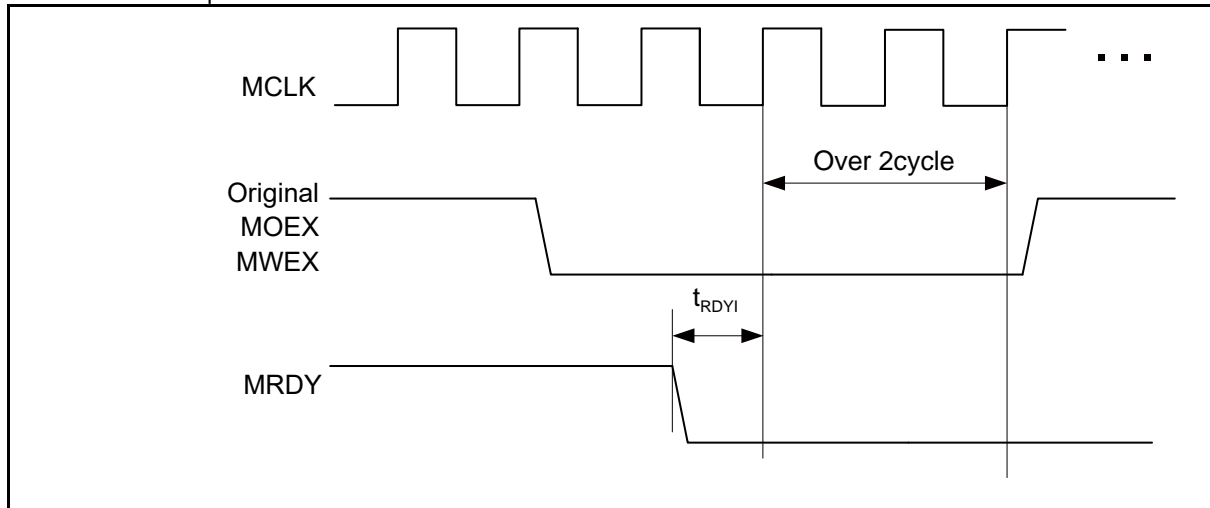 MCLK
Over 2cycle
Original
MOEX
MWEX
tRDYI
MRDY